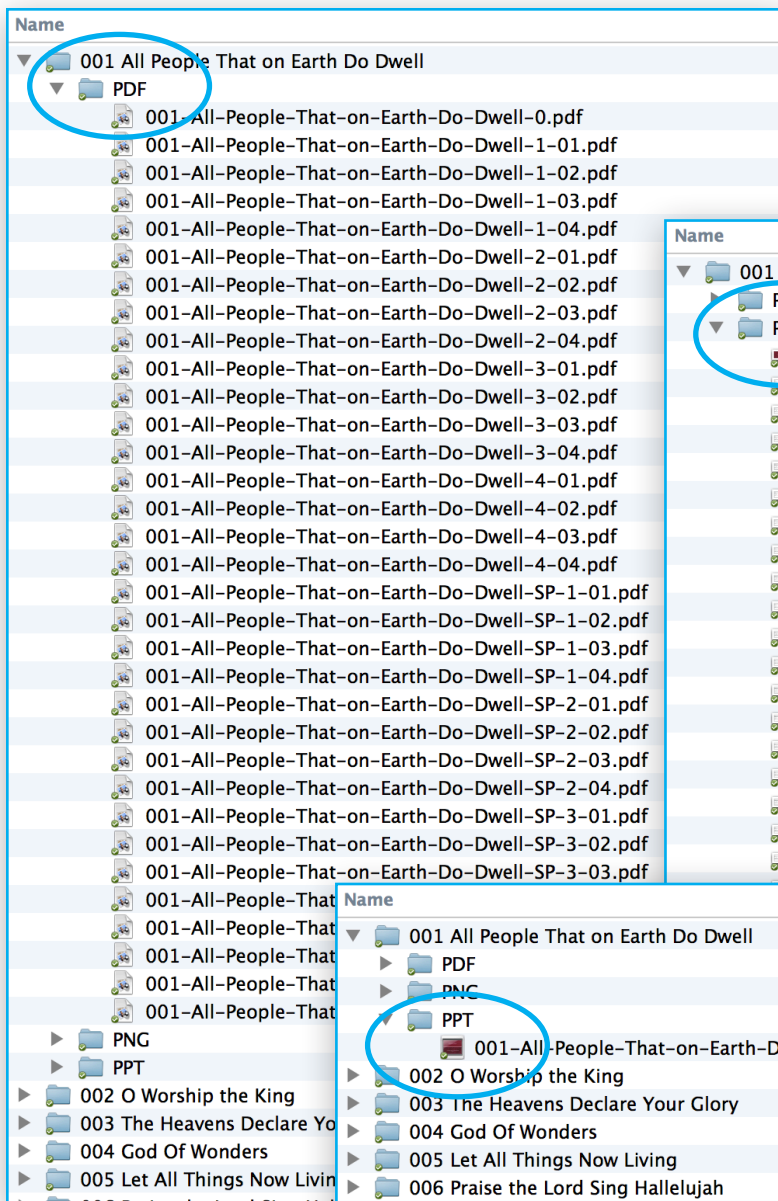 Name
001 All People That on Earth Do Dwell
PDF
001-All-People-That-on-Earth-Do-Dwell-0.pdf
001-All-People-That-on-Earth-Do-Dwell-1-01.pdf
001-All-People-That-on-Earth-Do-Dwell-1-02.pdf
001-All-People-That-on-Earth-Do-Dwell-1-03.pdf
001-All-People-That-on-Earth-Do-Dwell-1-04.pdf
001-All-People-That-on-Earth-Do-Dwell-2-01.pdf
001-All-People-That-on-Earth-Do-Dwell-2-02.pdf
001-All-People-That-on-Earth-Do-Dwell-2-03.pdf
001-All-People-That-on-Earth-Do-Dwell-2-04.pdf
001-All-People-That-on-Earth-Do-Dwell-3-01.pdf
001-All-People-That-on-Earth-Do-Dwell-3-02.pdf
001-All-People-That-on-Earth-Do-Dwell-3-03.pdf
001-All-People-That-on-Earth-Do-Dwell-3-04.pdf
001-All-People-That-on-Earth-Do-Dwell-4-01.pdf
001-All-People-That-on-Earth-Do-Dwell-4-02.pdf
001-All-People-That-on-Earth-Do-Dwell-4-03.pdf
001-All-People-That-on-Earth-Do-Dwell-4-04.pdf
001-All-People-That-on-Earth-Do-Dwell-SP-1-01.pdf
001-All-People-That-on-Earth-Do-Dwell-SP-1-02.pdf
001-All-People-That-on-Earth-Do-Dwell-SP-1-03.pdf
001-All-People-That-on-Earth-Do-Dwell-SP-1-04.pdf
001-All-People-That-on-Earth-Do-Dwell-SP-2-01.pdf
001-All-People-That-on-Earth-Do-Dwell-SP-2-02.pdf
001-All-People-That-on-Earth-Do-Dwell-SP-2-03.pdf
001-All-People-That-on-Earth-Do-Dwell-SP-2-04.pdf
001-All-People-That-on-Earth-Do-Dwell-SP-3-01.pdf
001-All-People-That-on-Earth-Do-Dwell-SP-3-02.pdf
001-All-People-That-on-Earth-Do-Dwell-SP-3-03.pdf
001-All-People-That
001-All-People-That
001-All-People-That
001-All-People-That
001-All-People-That
PNG
PPT
002 O Worship the King
003 The Heavens Declare Yo
004 God Of Wonders
005 Let All Things Now Livin
Name
001
Name
001 All People That on Earth Do Dwell
PDF
PNG
PPT
001-All-People-That-on-Earth-D
002 O Worship the King
003 The Heavens Declare Your Glory
004 God Of Wonders
005 Let All Things Now Living
006 Praise the Lord Sing Hallelujah